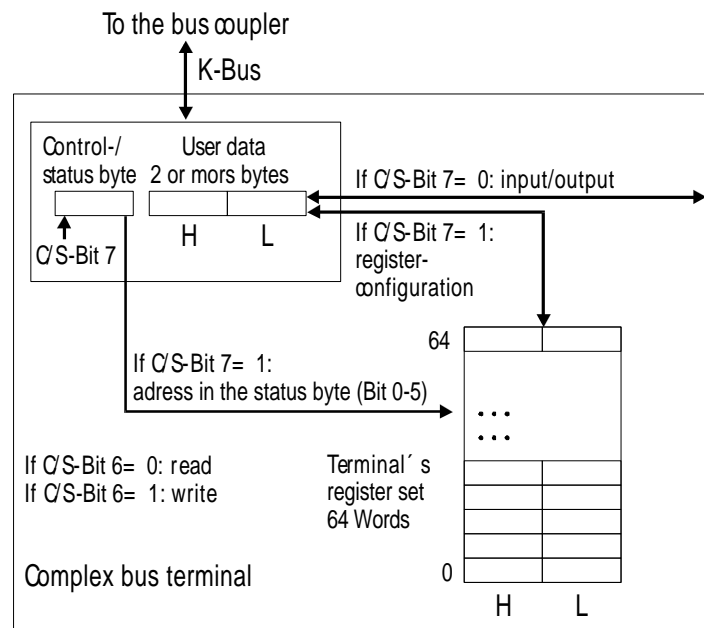 To the bus coupler
K-Bus
Control-/
status byte
User data
2 or mors bytes
C/S-Bit 7
H
L
If C/S-Bit 7= 0: input/output
If C/S-Bit 7= 1:
register-
configuration
64
If C/S-Bit 7= 1:
adress in the status byte (Bit 0-5)
...
...
If C/S-Bit 6= 0: read
If C/S-Bit 6= 1: write
Terminal´s
register set
64 Words
0
Complex bus terminal
H
L